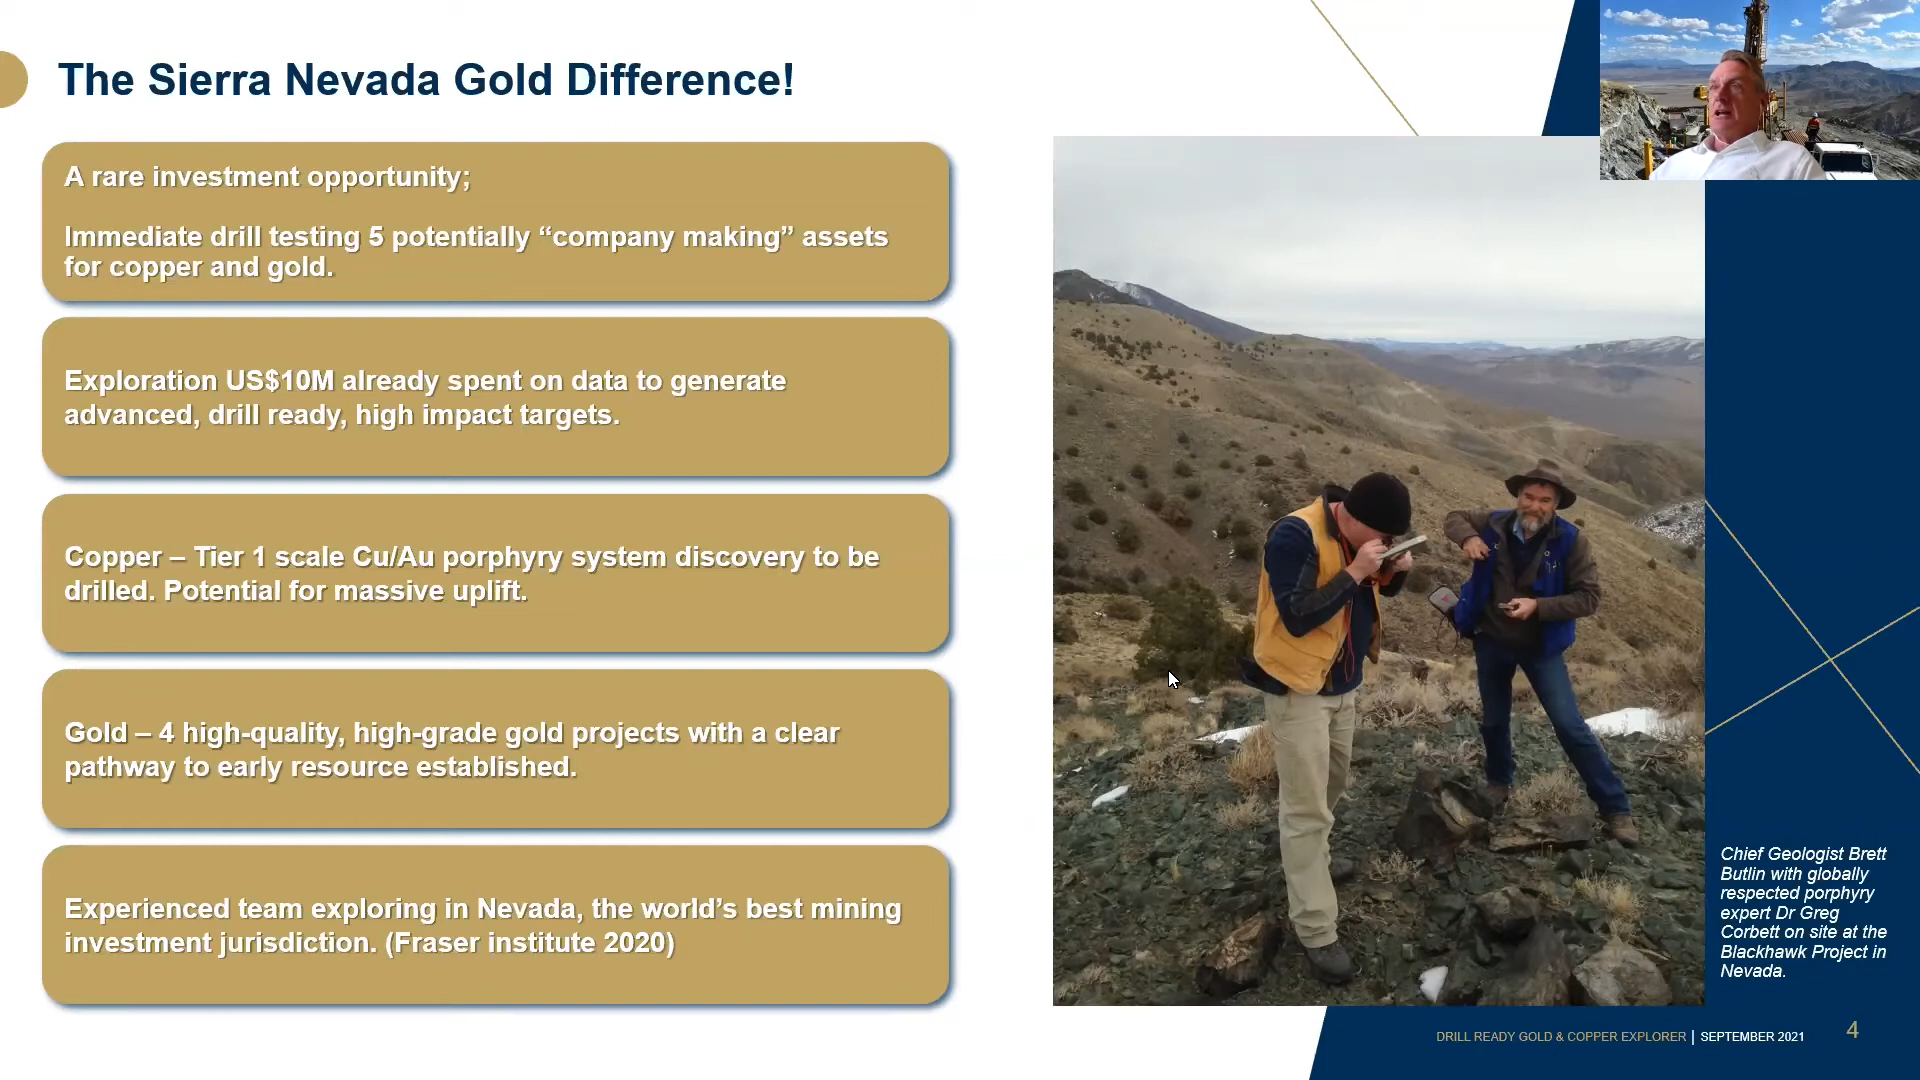 The Sierra Nevada Gold Difference!
A rare investment opportunity;
Immediate drill testing 5 potentially “company making” assets
for copper and gold.
Exploration US$10M already spent on data to generate
advanced, drill ready, high impact targets.
Copper – Tier 1 scale Cu/Au porphyry system discovery to be
drilled. Potential for massive uplift.
Gold – 4 high-quality, high-grade gold projects with a clear
pathway to early resource established.
Experienced team exploring in Nevada, the world’s best mining
investment jurisdiction. (Fraser institute 2020)
Chief Geologist Brett
Butlin with globally
respected porphyry
expert Dr Greg
Corbett on site at the
Blackhawk Project in
Nevada.
DRILL READY GOLD & COPPER EXPLORER | SEPTEMBER 2021 4